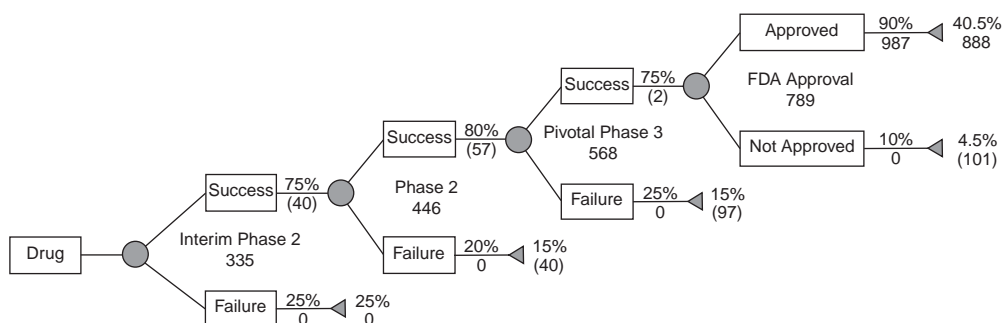 Drug
Interim Phase 2
335
Success
75%
(40)
Failure
25%
0
25%
0
Phase 2
446
Success
80%
(57)
Failure
20%
0
15%
(40)
Pivotal Phase 3
568
Success
75%
(2)
Failure
25%
0
15%
(97)
FDA Approval
789
Approved
90%
987
40.5%
888
Not Approved
10%
0
4.5%
(101)